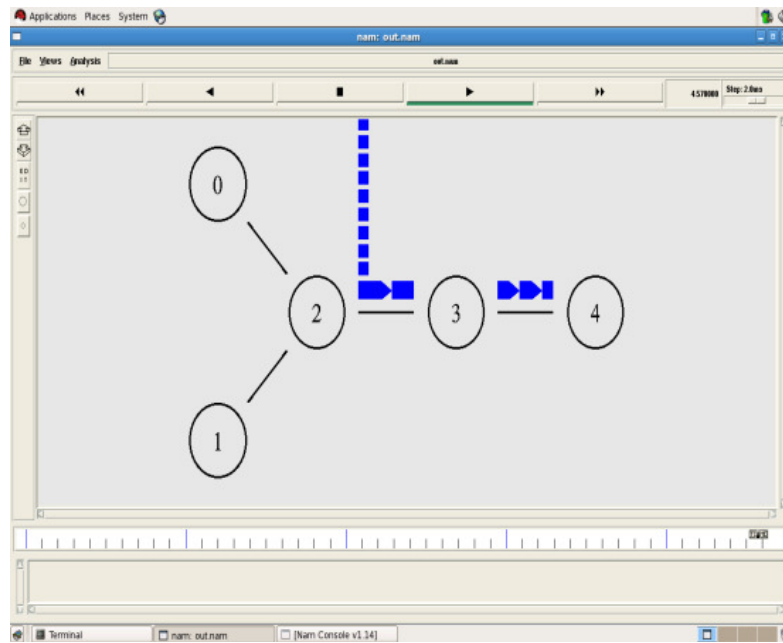 Applications Places System
nam: out.nam
File Views Analysis
out.nam
4.578000
Step: 2.0ms
0
2
3
4
1
Terminal
nam: out.nam
[Nam Console v1.14]